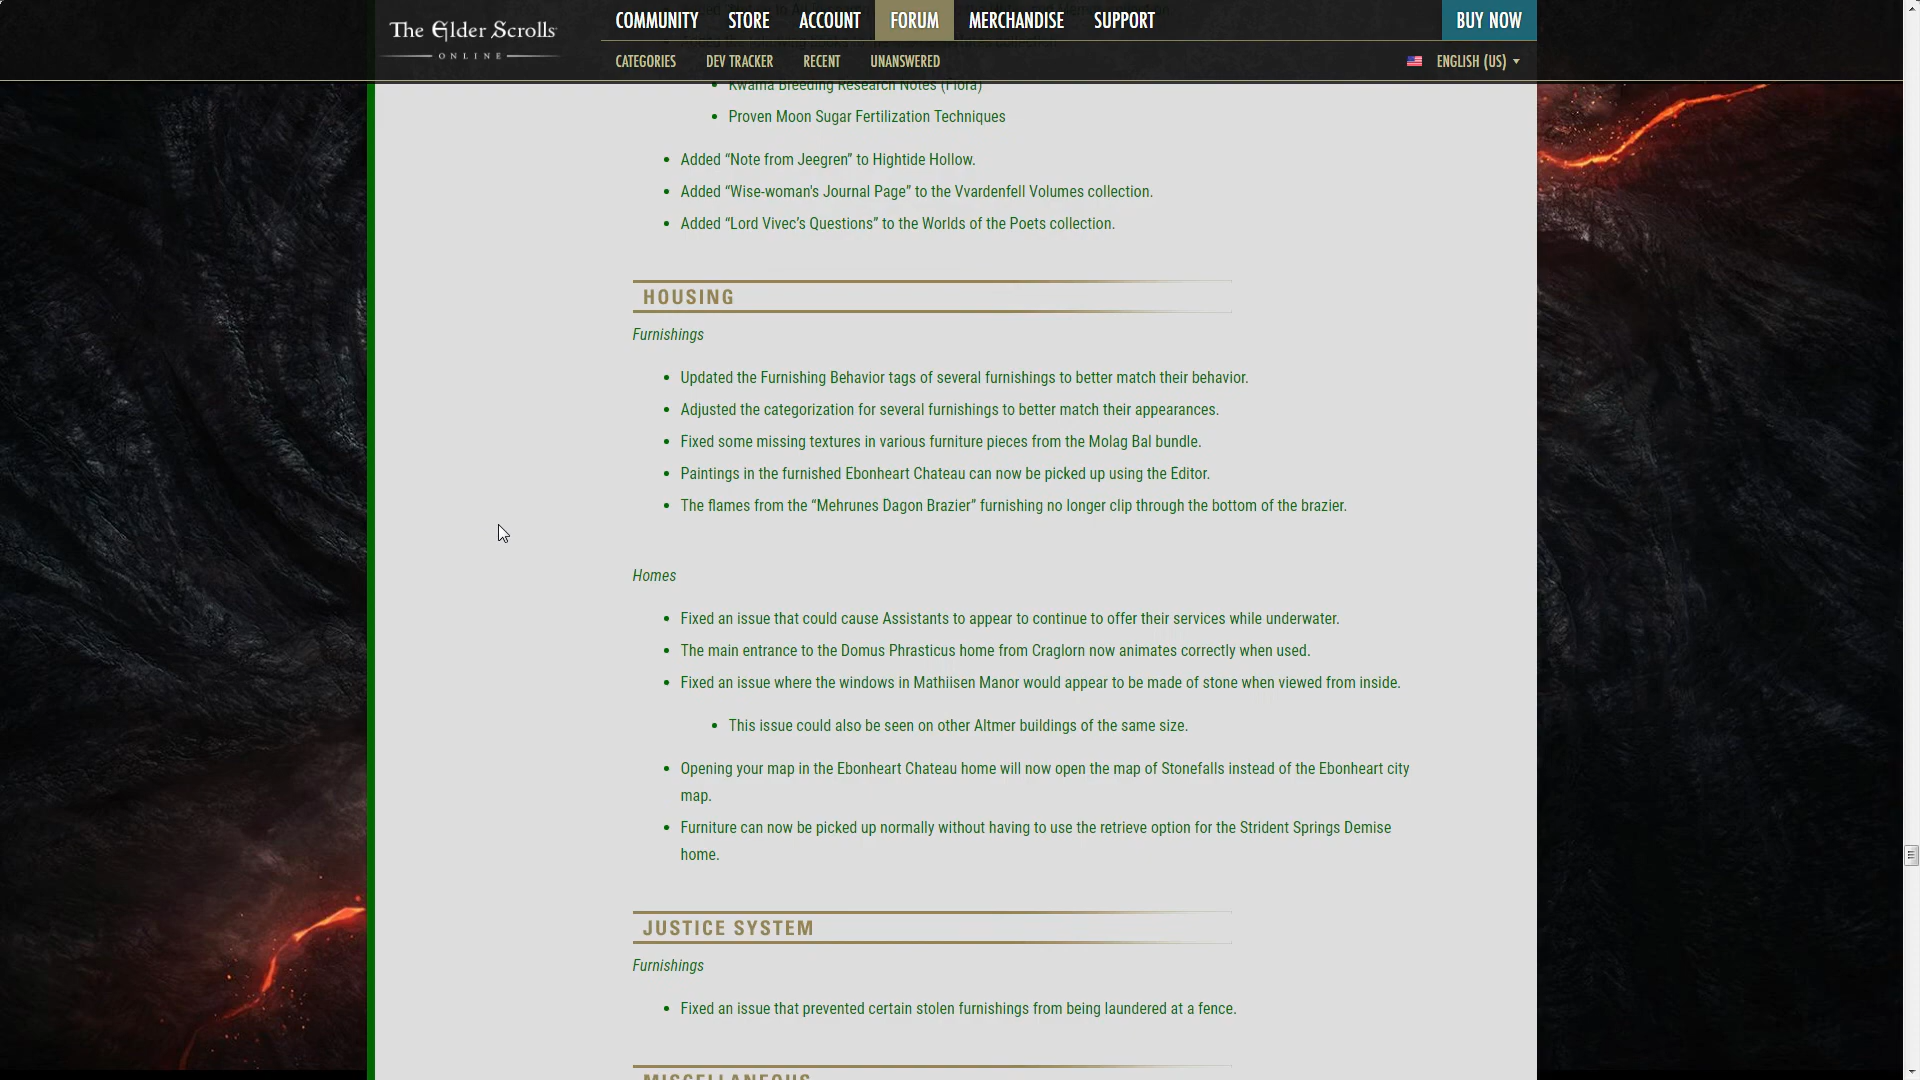 The Elder Scrolls
ONLINE
COMMUNITY STORE ACCOUNT FORUM MERCHANDISE SUPPORT BUY NOW
CATEGORIES DEV TRACKER RECENT UNANSWERED ENGLISH (US)
Kwama Breeding Research Notes (Flora)
Proven Moon Sugar Fertilization Techniques
Added “Note from Jeegren” to Hightide Hollow.
Added “Wise-woman's Journal Page” to the Vvardenfell Volumes collection.
Added “Lord Vivec’s Questions” to the Worlds of the Poets collection.
HOUSING
Furnishings
Updated the Furnishing Behavior tags of several furnishings to better match their behavior.
Adjusted the categorization for several furnishings to better match their appearances.
Fixed some missing textures in various furniture pieces from the Molag Bal bundle.
Paintings in the furnished Ebonheart Chateau can now be picked up using the Editor.
The flames from the “Mehrunes Dagon Brazier” furnishing no longer clip through the bottom of the brazier.
Homes
Fixed an issue that could cause Assistants to appear to continue to offer their services while underwater.
The main entrance to the Domus Phrasticus home from Craglorn now animates correctly when used.
Fixed an issue where the windows in Mathiisen Manor would appear to be made of stone when viewed from inside.
This issue could also be seen on other Altmer buildings of the same size.
Opening your map in the Ebonheart Chateau home will now open the map of Stonefalls instead of the Ebonheart city
map.
Furniture can now be picked up normally without having to use the retrieve option for the Strident Springs Demise
home.
JUSTICE SYSTEM
Furnishings
Fixed an issue that prevented certain stolen furnishings from being laundered at a fence.
MISCELLANEOUS